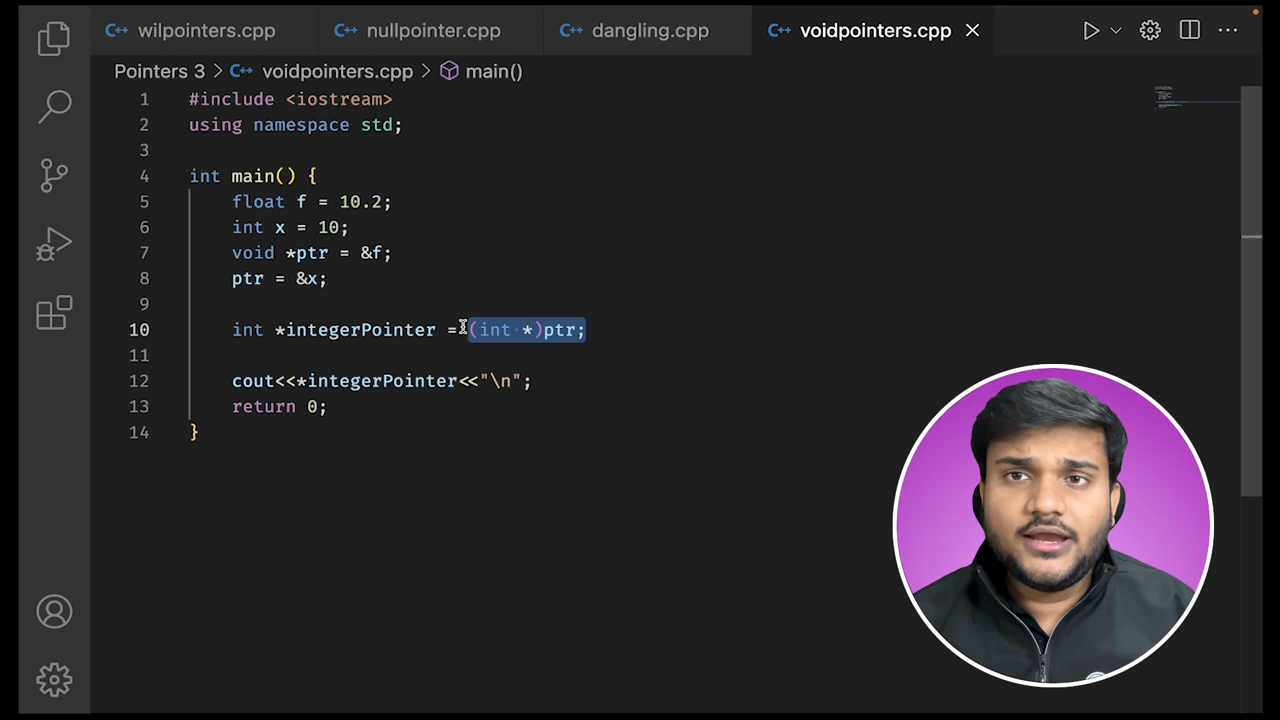 wilpointers.cpp nullpointer.cpp dangling.cpp voidpointers.cpp
Pointers 3 > voidpointers.cpp > main()
1 #include <iostream>
2 using namespace std;
3
4 int main() {
5 float f = 10.2;
6 int x = 10;
7 void *ptr = &f;
8 ptr = &x;
9
10 int *integerPointer =(int *)ptr;
11
12 cout<<*integerPointer<<"\n";
13 return 0;
14 }